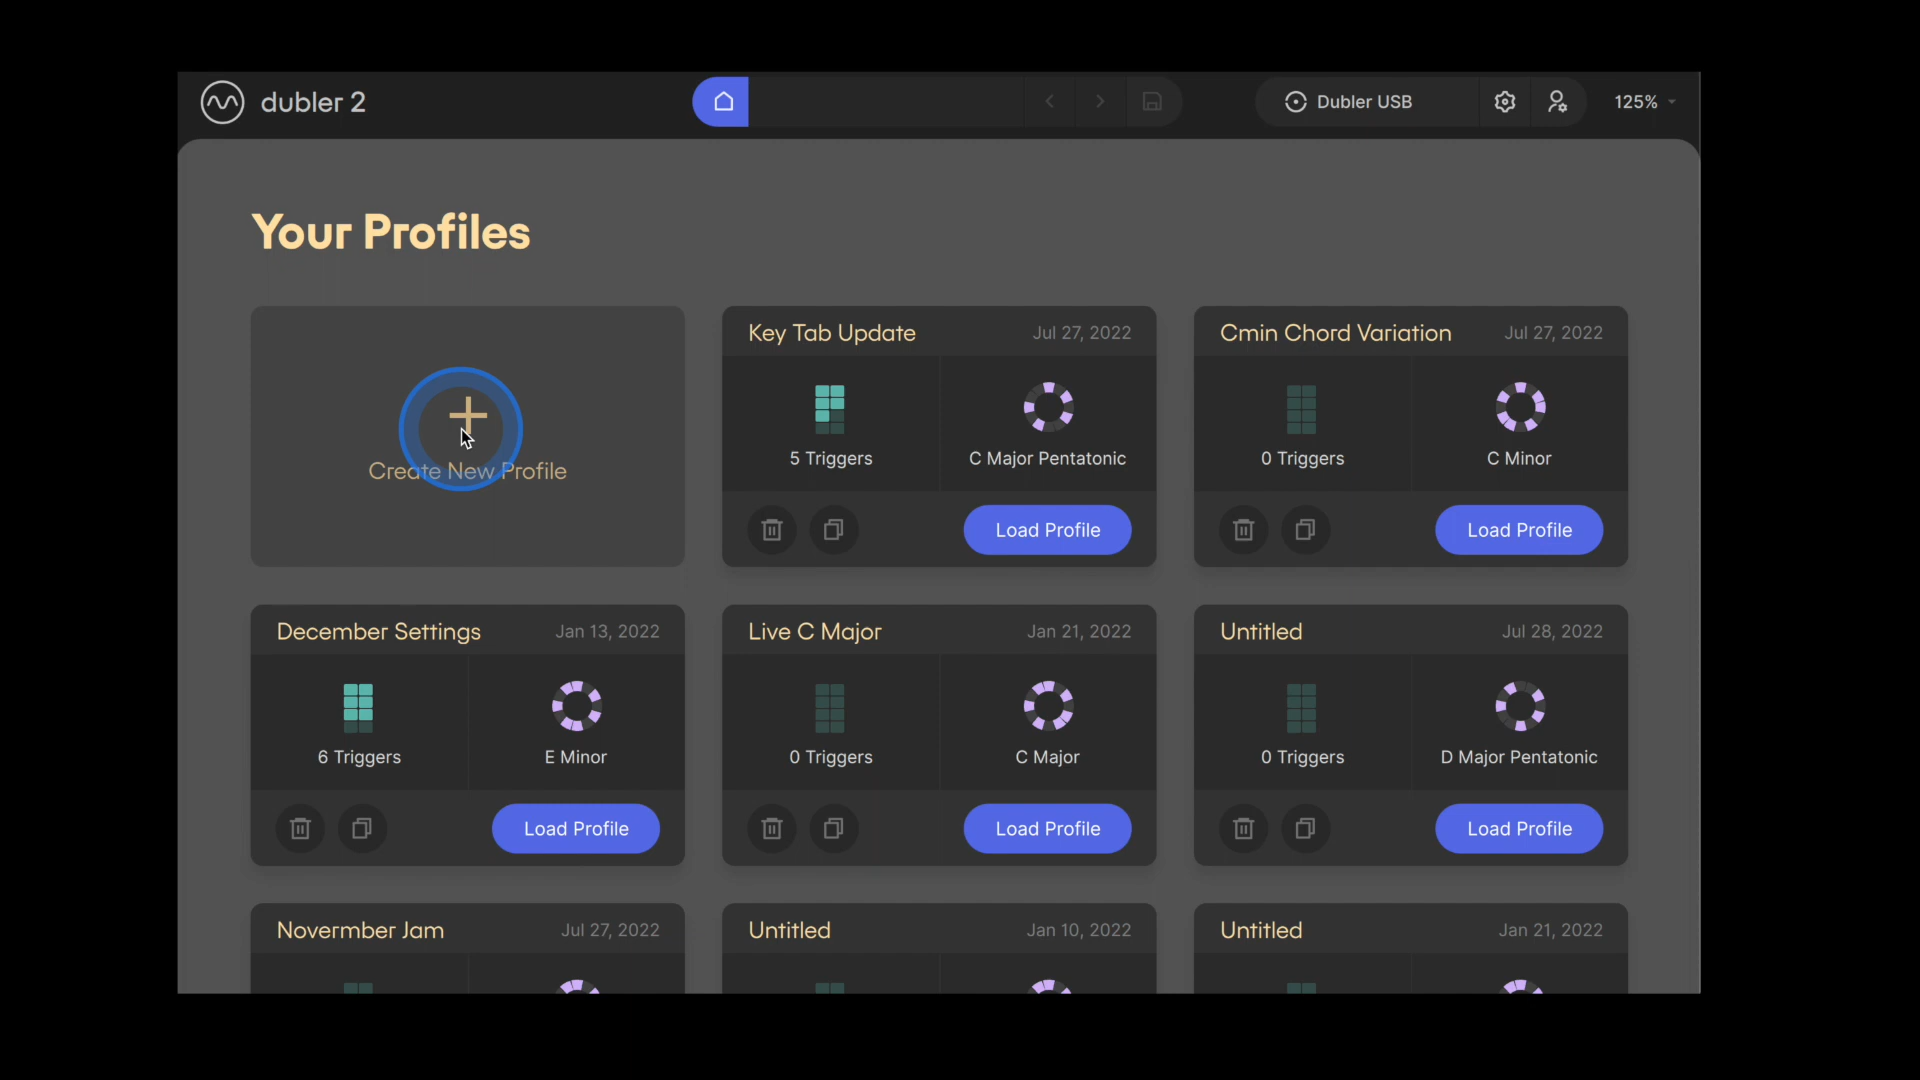 dubler 2
Dubler USB
125%
Your Profiles
Create New Profile
Key Tab Update
Jul 27, 2022
5 Triggers
C Major Pentatonic
Load Profile
Cmin Chord Variation
Jul 27, 2022
0 Triggers
C Minor
Load Profile
December Settings
Jan 13, 2022
6 Triggers
E Minor
Load Profile
Live C Major
Jan 21, 2022
0 Triggers
C Major
Load Profile
Untitled
Jul 28, 2022
0 Triggers
D Major Pentatonic
Load Profile
Novermber Jam
Jul 27, 2022
Untitled
Jan 10, 2022
Untitled
Jan 21, 2022